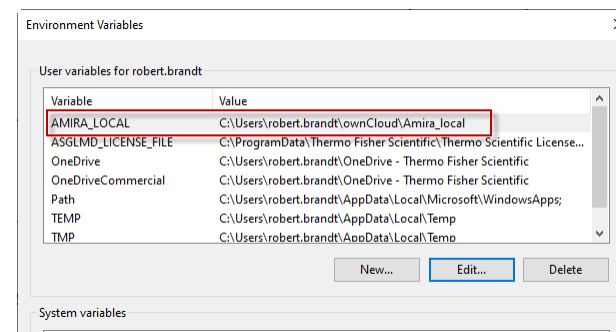 Environment Variables
User variables for robert.brandt
Variable Value
AMIRA_LOCAL C:\Users\robert.brandt\ownCloud\Amira_local
ASGLMD_LICENSE_FILE C:\ProgramData\Thermo Fisher Scientific\Thermo Scientific License...
OneDrive C:\Users\robert.brandt\OneDrive - Thermo Fisher Scientific
OneDriveCommercial C:\Users\robert.brandt\OneDrive - Thermo Fisher Scientific
Path C:\Users\robert.brandt\AppData\Local\Microsoft\WindowsApps;
TEMP C:\Users\robert.brandt\AppData\Local\Temp
TMP C:\Users\robert.brandt\AppData\Local\Temp
New... Edit... Delete
System variables